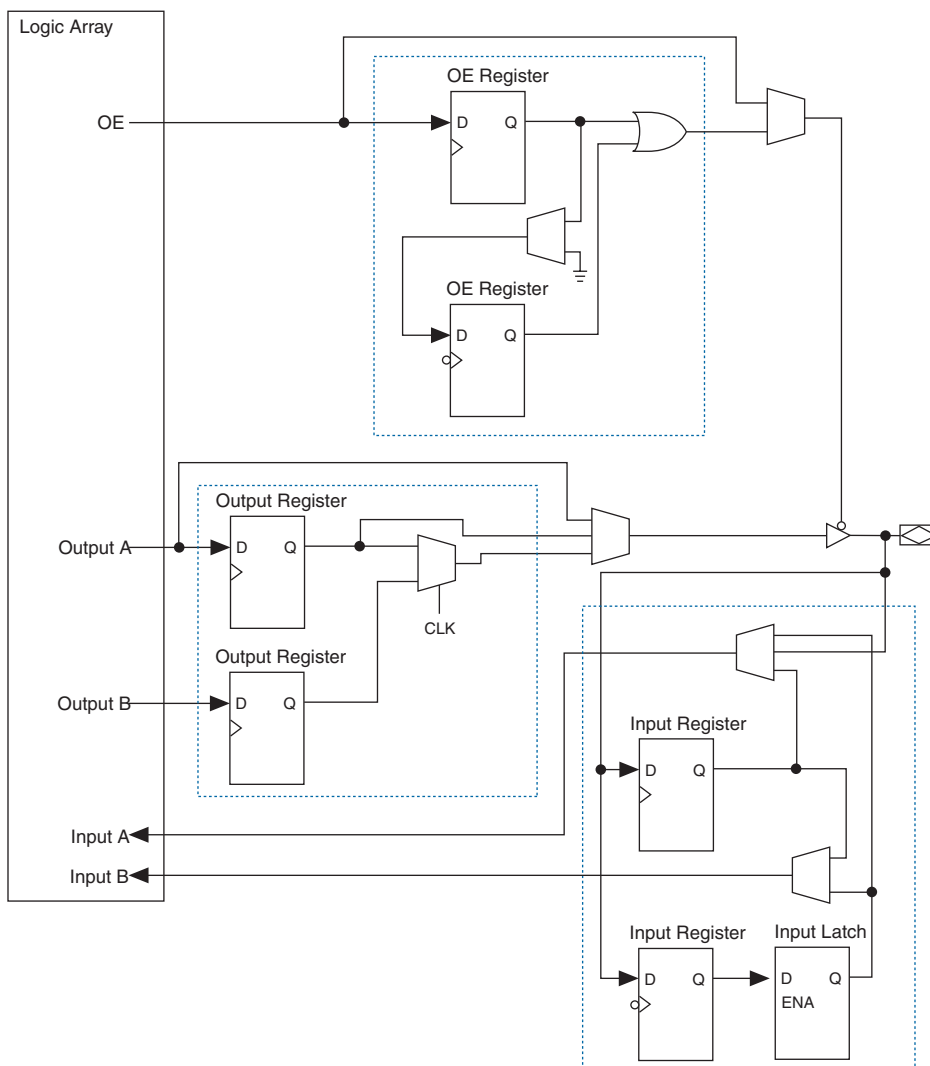 Logic Array
OE Register
OE
D Q
OE Register
D Q
Output Register
Output A
D Q
CLK
Output Register
Output B
D Q
Input Register
D Q
Input A
Input B
Input Register
Input Latch
D Q
D Q
ENA